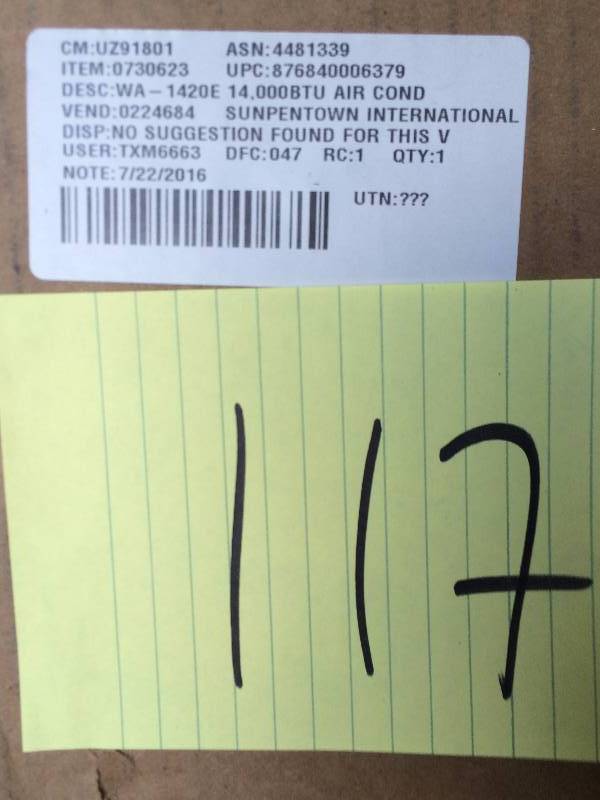 CM:UZ91801 ASN:4481339
ITEM:0730623 UPC:876840006379
DESC:WA-1420E 14,000BTU AIR COND
VEND:0224684 SUNPENTOWN INTERNATIONAL
DISP:NO SUGGESTION FOUND FOR THIS V
USER:TXM6663 DFC:047 RC:1 QTY:1
NOTE:7/22/2016
UTN:???
117